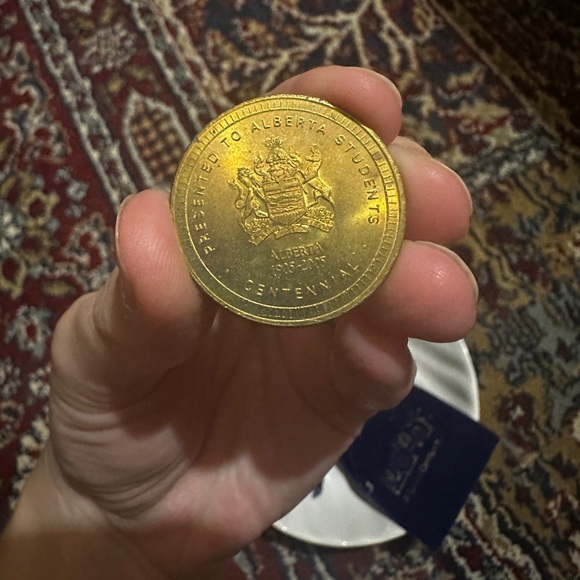 PRESENTED TO ALBERTA STUDENTS
ALBERTA
1905-2005
CENTENNIAL